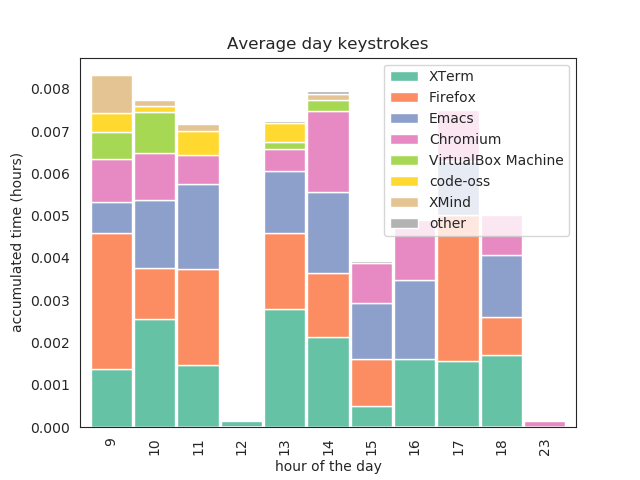 Average day keystrokes
accumulated time (hours)
0.008
0.007
0.006
0.005
0.004
0.003
0.002
0.001
0.000
XTerm
Firefox
Emacs
Chromium
VirtualBox Machine
code-oss
XMind
other
9
10
11
12
13
14
15
16
17
18
23
hour of the day